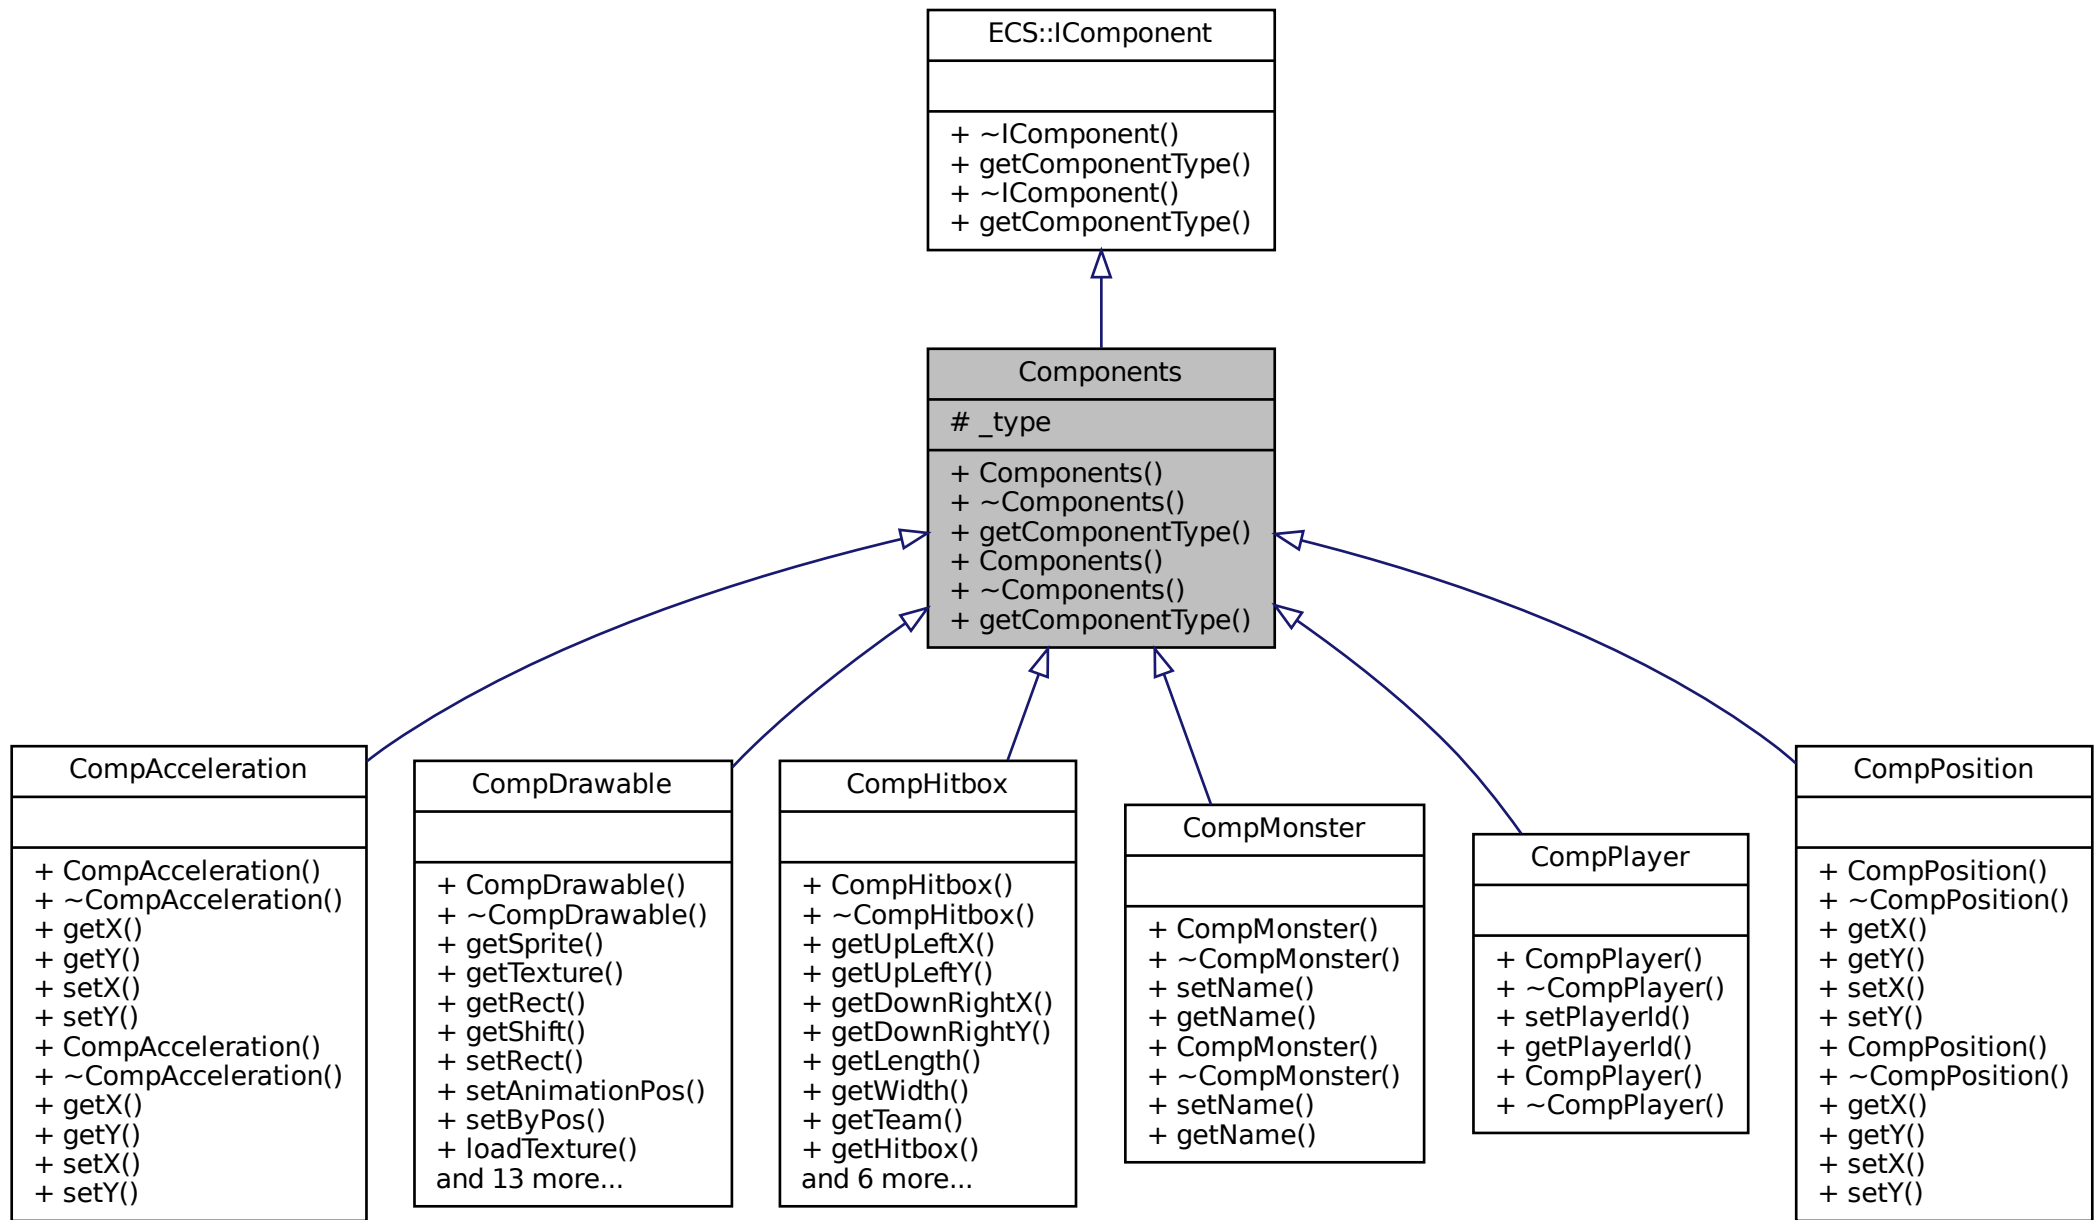 ECS::IComponent
+ ~IComponent()
+ getComponentType()
+ ~IComponent()
+ getComponentType()
Components
# _type
+ Components()
+ ~Components()
+ getComponentType()
+ Components()
+ ~Components()
+ getComponentType()
CompAcceleration
+ CompAcceleration()
+ ~CompAcceleration()
+ getX()
+ getY()
+ setX()
+ setY()
+ CompAcceleration()
+ ~CompAcceleration()
+ getX()
+ getY()
+ setX()
+ setY()
CompDrawable
+ CompDrawable()
+ ~CompDrawable()
+ getSprite()
+ getTexture()
+ getRect()
+ getShift()
+ setRect()
+ setAnimationPos()
+ setByPos()
+ loadTexture()
and 13 more...
CompHitbox
+ CompHitbox()
+ ~CompHitbox()
+ getUpLeftX()
+ getUpLeftY()
+ getDownRightX()
+ getDownRightY()
+ getLength()
+ getWidth()
+ getTeam()
+ getHitbox()
and 6 more...
CompMonster
+ CompMonster()
+ ~CompMonster()
+ setName()
+ getName()
+ CompMonster()
+ ~CompMonster()
+ setName()
+ getName()
CompPlayer
+ CompPlayer()
+ ~CompPlayer()
+ setPlayerId()
+ getPlayerId()
+ CompPlayer()
+ ~CompPlayer()
CompPosition
+ CompPosition()
+ ~CompPosition()
+ getX()
+ getY()
+ setX()
+ setY()
+ CompPosition()
+ ~CompPosition()
+ getX()
+ getY()
+ setX()
+ setY()